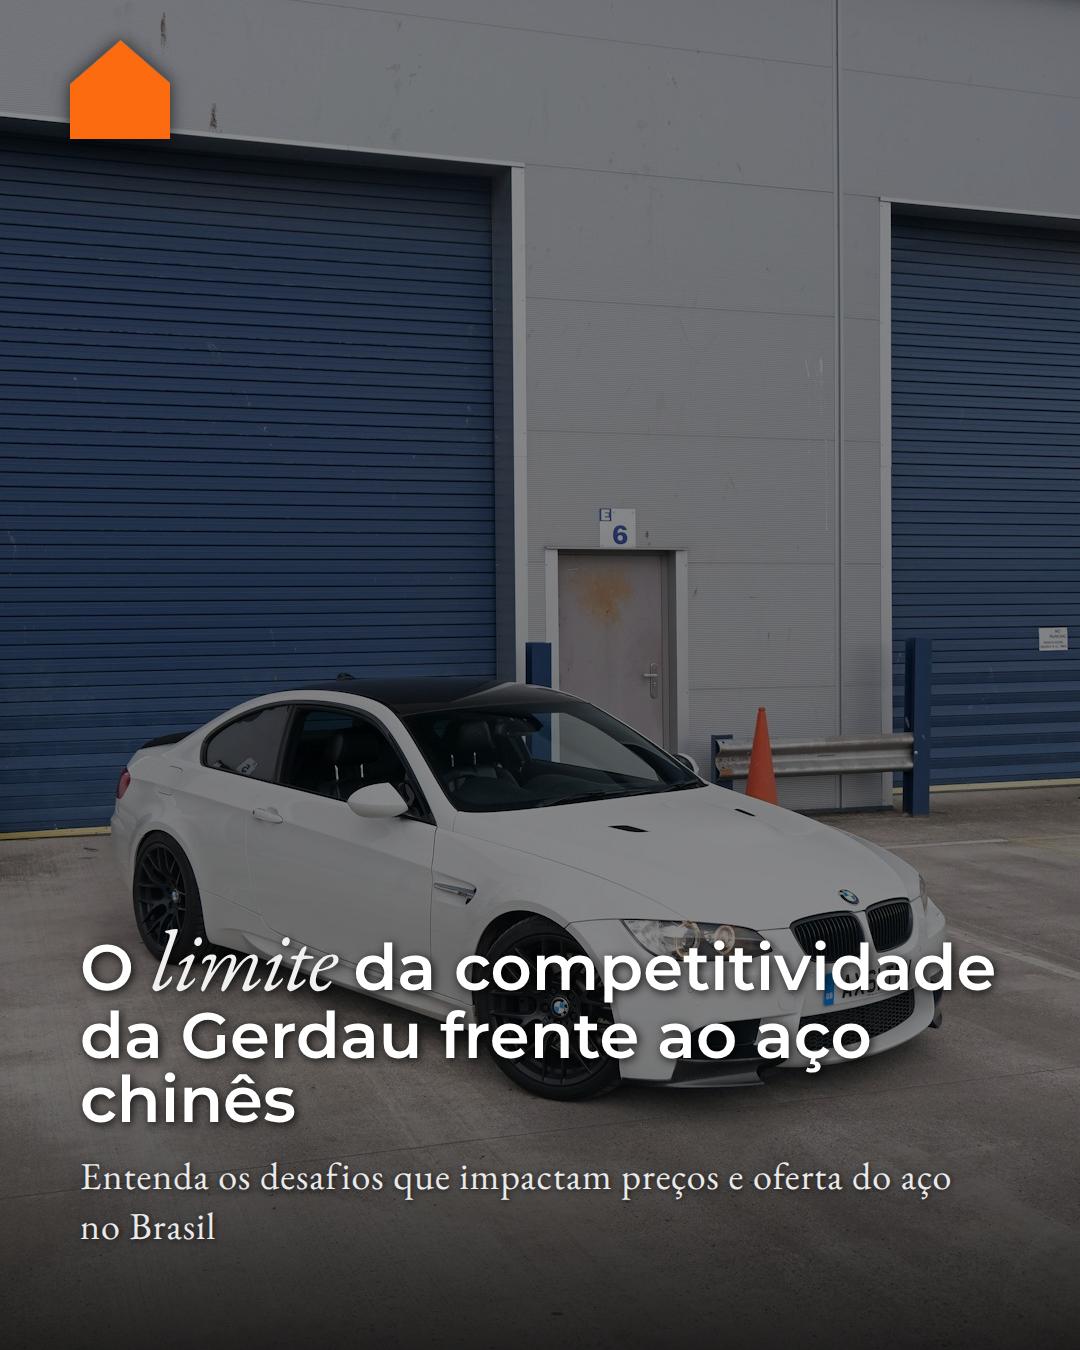 E
6
O limite da competitividade
da Gerdau frente ao aço
chinês
Entenda os desafios que impactam preços e oferta do aço
no Brasil